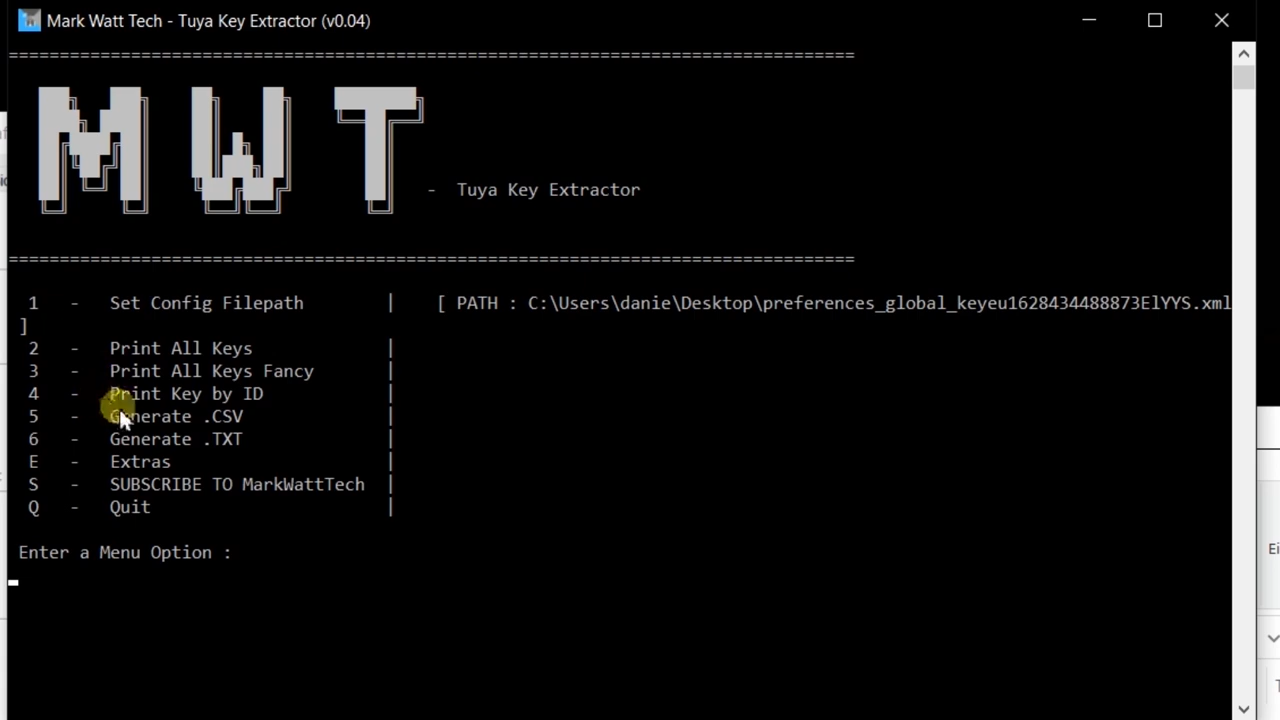 Mark Watt Tech - Tuya Key Extractor (v0.04)
M W T - Tuya Key Extractor
1 - Set Config Filepath | [ PATH : C:\Users\danie\Desktop\preferences_global_keyeu1628434488873ElYYS.xml
]
2 - Print All Keys |
3 - Print All Keys Fancy |
4 - Print Key by ID |
5 - Generate .CSV |
6 - Generate .TXT |
E - Extras |
S - SUBSCRIBE TO MarkWattTech |
Q - Quit |
Enter a Menu Option :